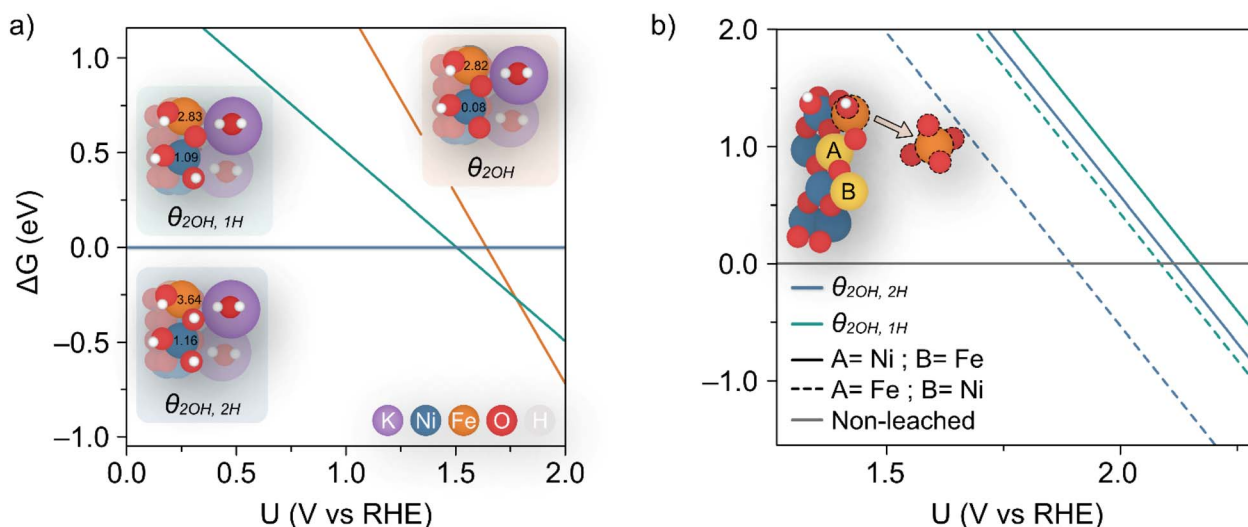 a)
ΔG (eV)
1.0
0.5
0.0
−0.5
−1.0
2.83
1.09
θ2OH, 1H
2.82
0.08
θ2OH
3.64
1.16
θ2OH, 2H
K Ni Fe O H
0.0 0.5 1.0 1.5 2.0
U (V vs RHE)
b)
2.0
1.0
0.0
−1.0
A
B
θ2OH, 2H
θ2OH, 1H
A= Ni ; B= Fe
A= Fe ; B= Ni
Non-leached
1.5 2.0
U (V vs RHE)